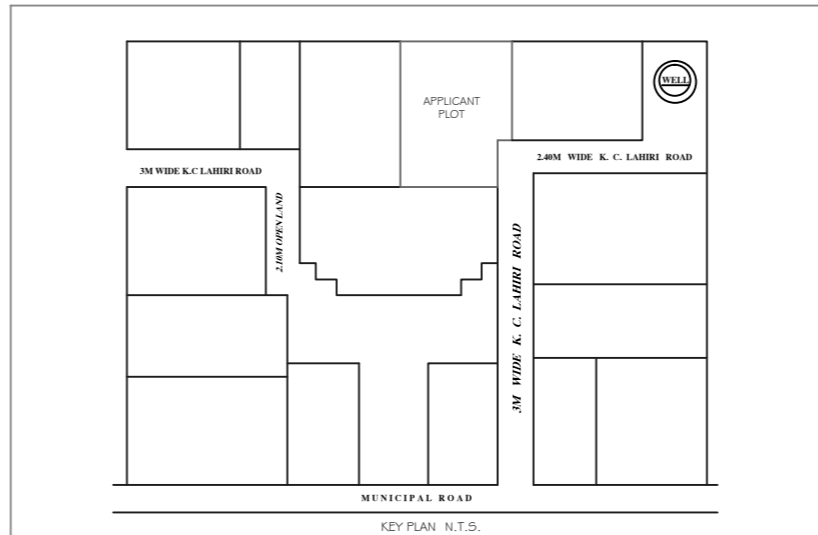 WELL
APPLICANT
PLOT
2.40M WIDE K. C. LAHIRI ROAD
3M WIDE K.C LAHIRI ROAD
2.10M OPEN LAND
3M WIDE K. C. LAHIRI ROAD
MUNICIPAL ROAD
KEY PLAN N.T.S.